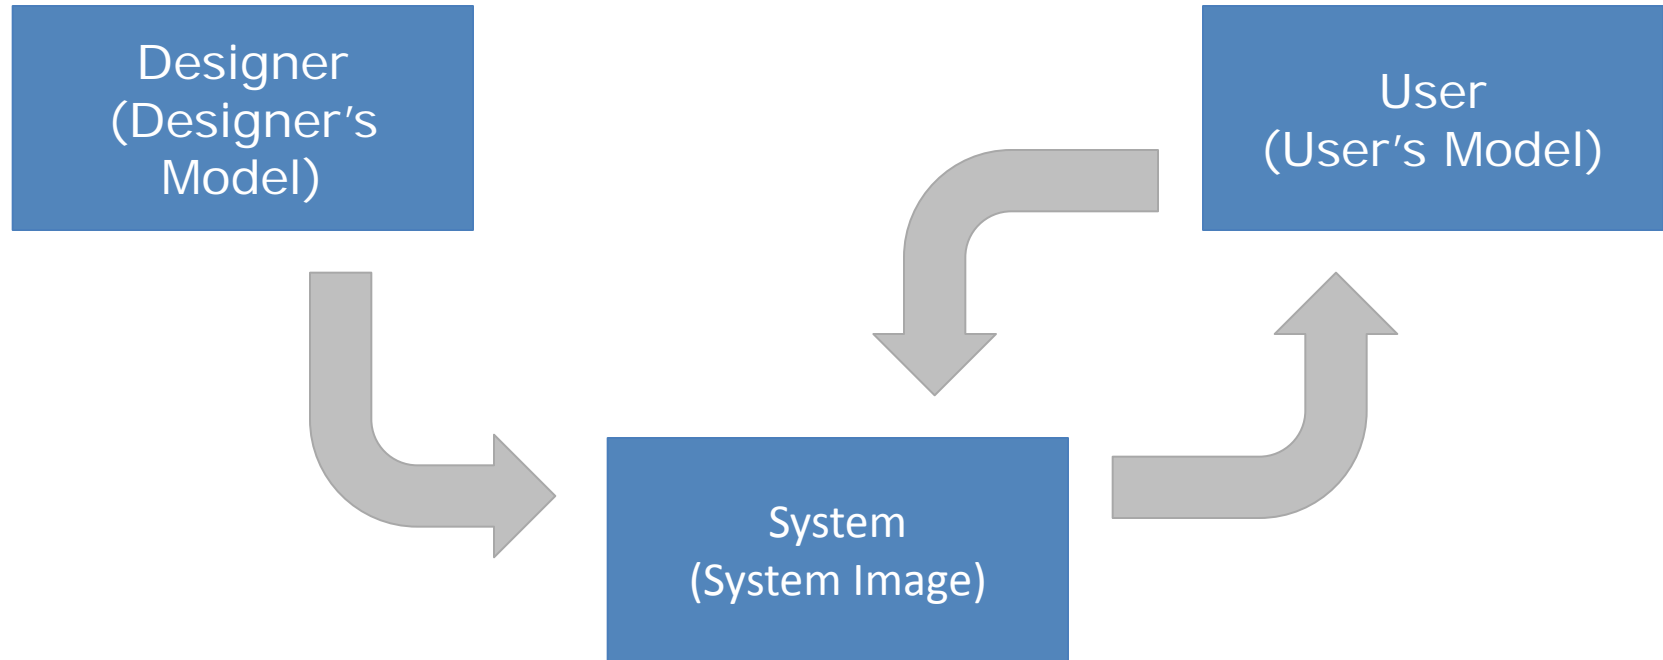 Designer
(Designer's
Model)
User
(User's Model)
System
(System Image)